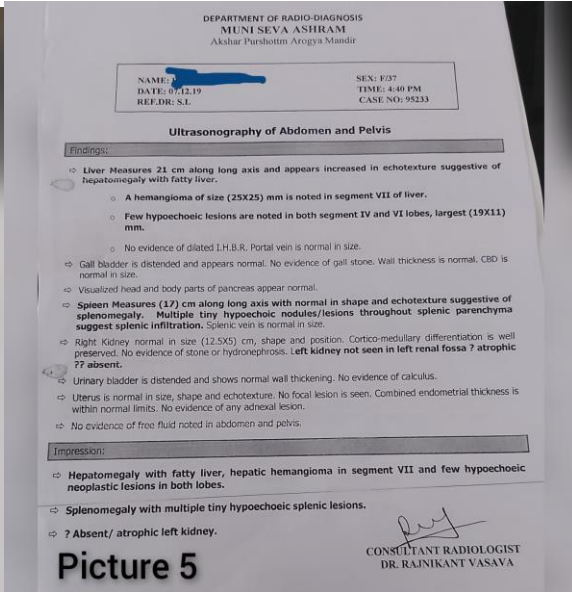 DEPARTMENT OF RADIO-DIAGNOSIS
MUNI SEVA ASHRAM
Akshar Purshottm Arogya Mandir
NAME:
SEX: F/37
DATE: 07.12.19
TIME: 4:40 PM
REF.DR: S.L
CASE NO: 95233
Ultrasonography of Abdomen and Pelvis
Findings:
⇨ Liver Measures 21 cm along long axis and appears increased in echotexture suggestive of
hepatomegaly with fatty liver.
o A hemangioma of size (25X25) mm is noted in segment VII of liver.
o Few hypoechoeic lesions are noted in both segment IV and VI lobes, largest (19X11)
mm.
o No evidence of dilated I.H.B.R. Portal vein is normal in size.
⇨ Gall bladder is distended and appears normal. No evidence of gall stone. Wall thickness is normal. CBD is
normal in size.
⇨ Visualized head and body parts of pancreas appear normal.
⇨ Spleen Measures (17) cm along long axis with normal in shape and echotexture suggestive of
splenomegaly. Multiple tiny hypoechoic nodules/lesions throughout splenic parenchyma
suggest splenic infiltration. Splenic vein is normal in size.
⇨ Right Kidney normal in size (12.5X5) cm, shape and position. Cortico-medullary differentiation is well
preserved. No evidence of stone or hydronephrosis. Left kidney not seen in left renal fossa ? atrophic
?? absent.
⇨ Urinary bladder is distended and shows normal wall thickening. No evidence of calculus.
⇨ Uterus is normal in size, shape and echotexture. No focal lesion is seen. Combined endometrial thickness is
within normal limits. No evidence of any adnexal lesion.
⇨ No evidence of free fluid noted in abdomen and pelvis.
Impression:
⇨ Hepatomegaly with fatty liver, hepatic hemangioma in segment VII and few hypoechoeic
neoplastic lesions in both lobes.
⇨ Splenomegaly with multiple tiny hypoechoeic splenic lesions.
⇨ ? Absent/ atrophic left kidney.
CONSULTANT RADIOLOGIST
DR. RAJNIKANT VASAVA
Picture 5